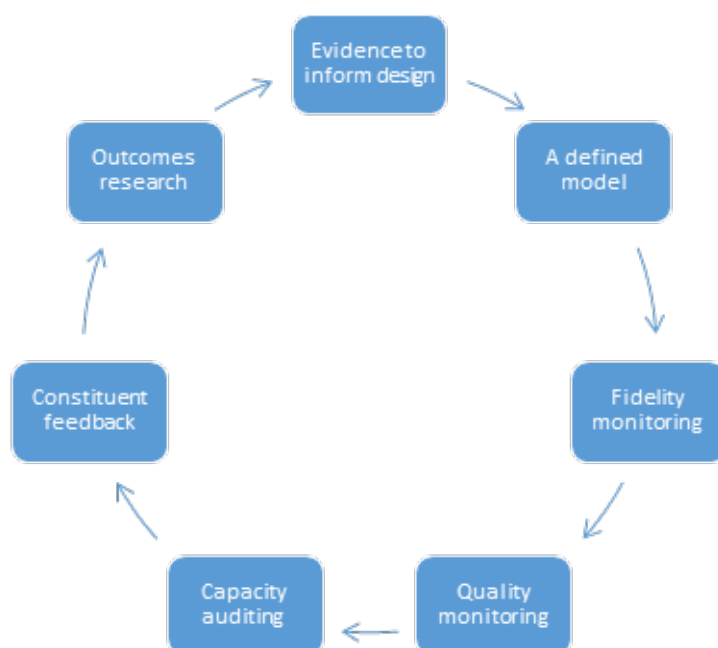 Evidence to
inform design
A defined
model
Fidelity
monitoring
Quality
monitoring
Capacity
auditing
Constituent
feedback
Outcomes
research